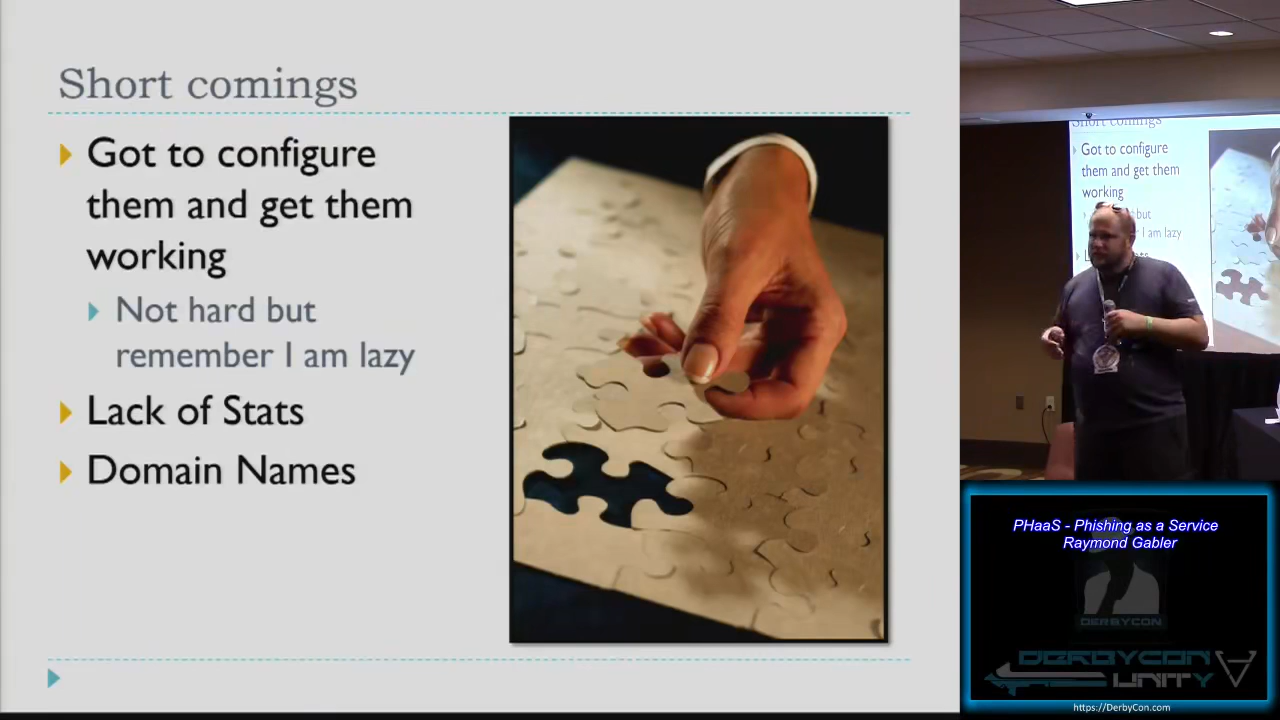 Short comings
Got to configure
them and get them
working
Not hard but
remember I am lazy
Lack of Stats
Domain Names
Short comings
Got to configure
them and get them
working
but
I am lazy
PHaaS - Phishing as a Service
Raymond Gabler
DERBYCON
DERBYCON
UNITY
https://DerbyCon.com